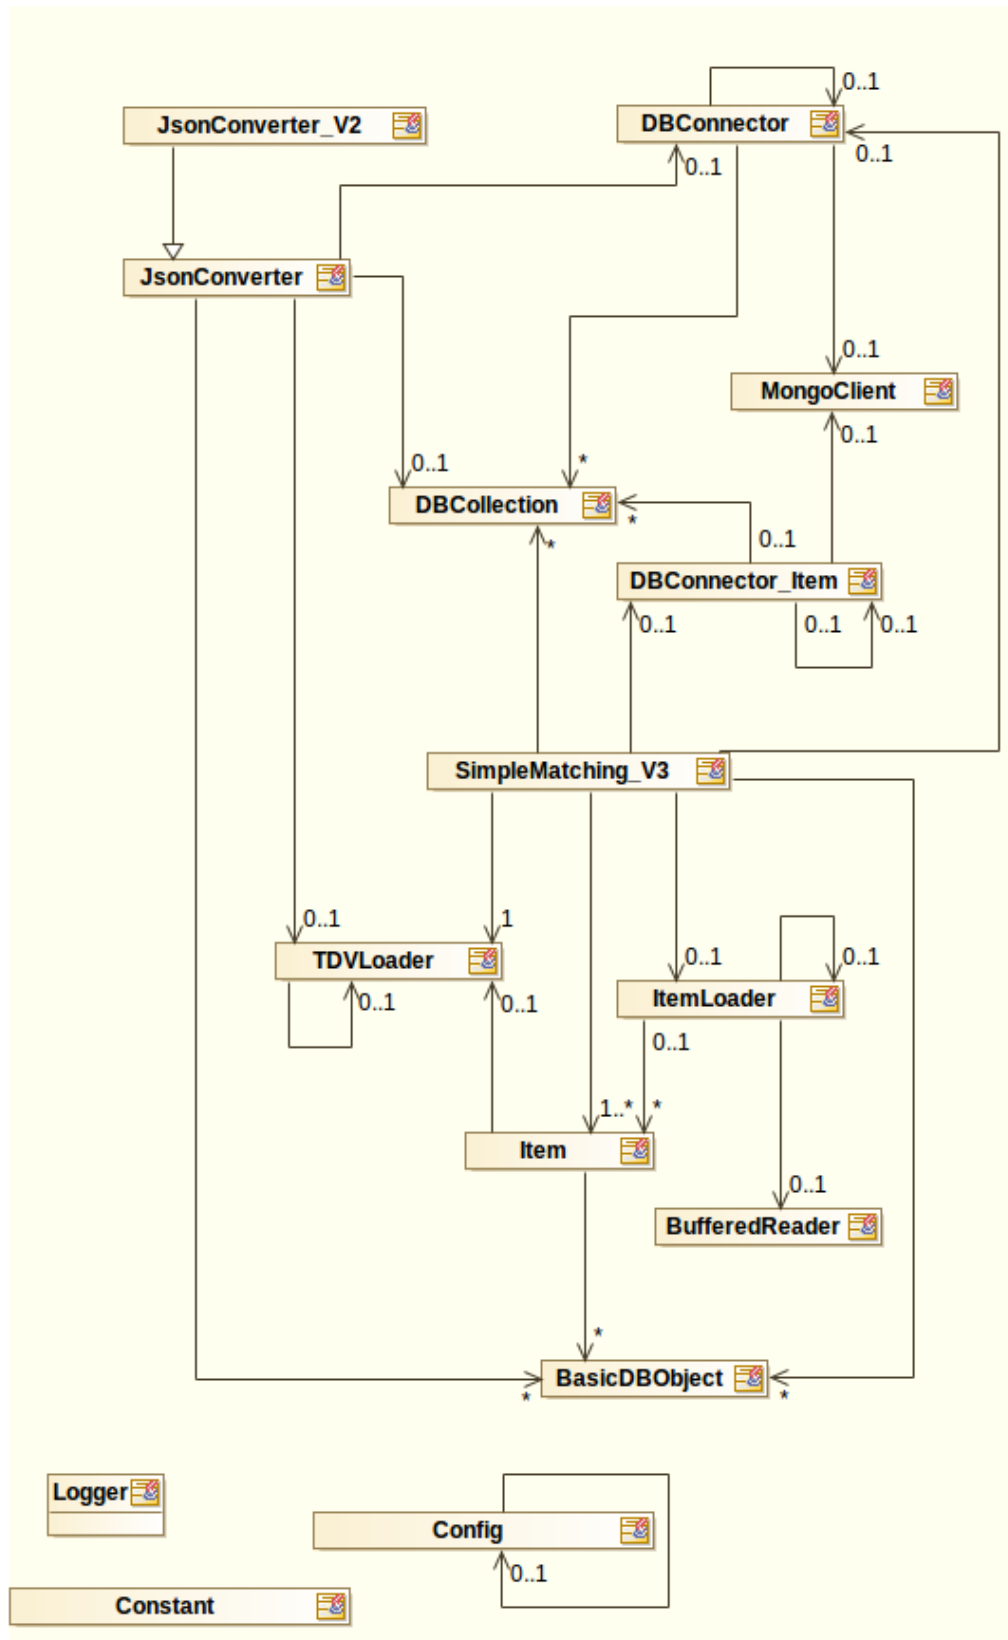 0..1
JsonConverter_V2
DBConnector
0..1
0..1
JsonConverter
0..1
MongoClient
0..1
0..1
*
DBCollection
*
*
0..1
DBConnector_Item
0..1
0..1
0..1
SimpleMatching_V3
0..1
1
TDVLoader
0..1
0..1
ItemLoader
0..1
0..1
0..1
1..*
*
Item
0..1
BufferedReader
*
BasicDBObject
*
*
Logger
Config
0..1
Constant